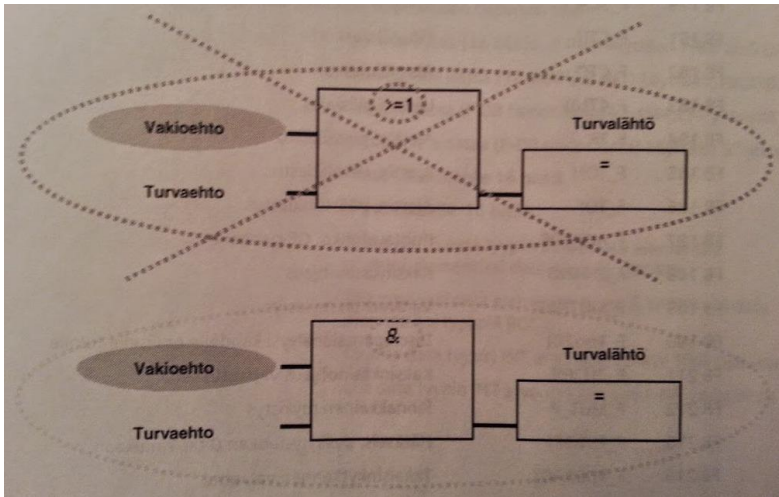 >=1
Vakioehto
Turvalähtö
=
Turvaehto
&
Vakioehto
Turvalähtö
=
Turvaehto